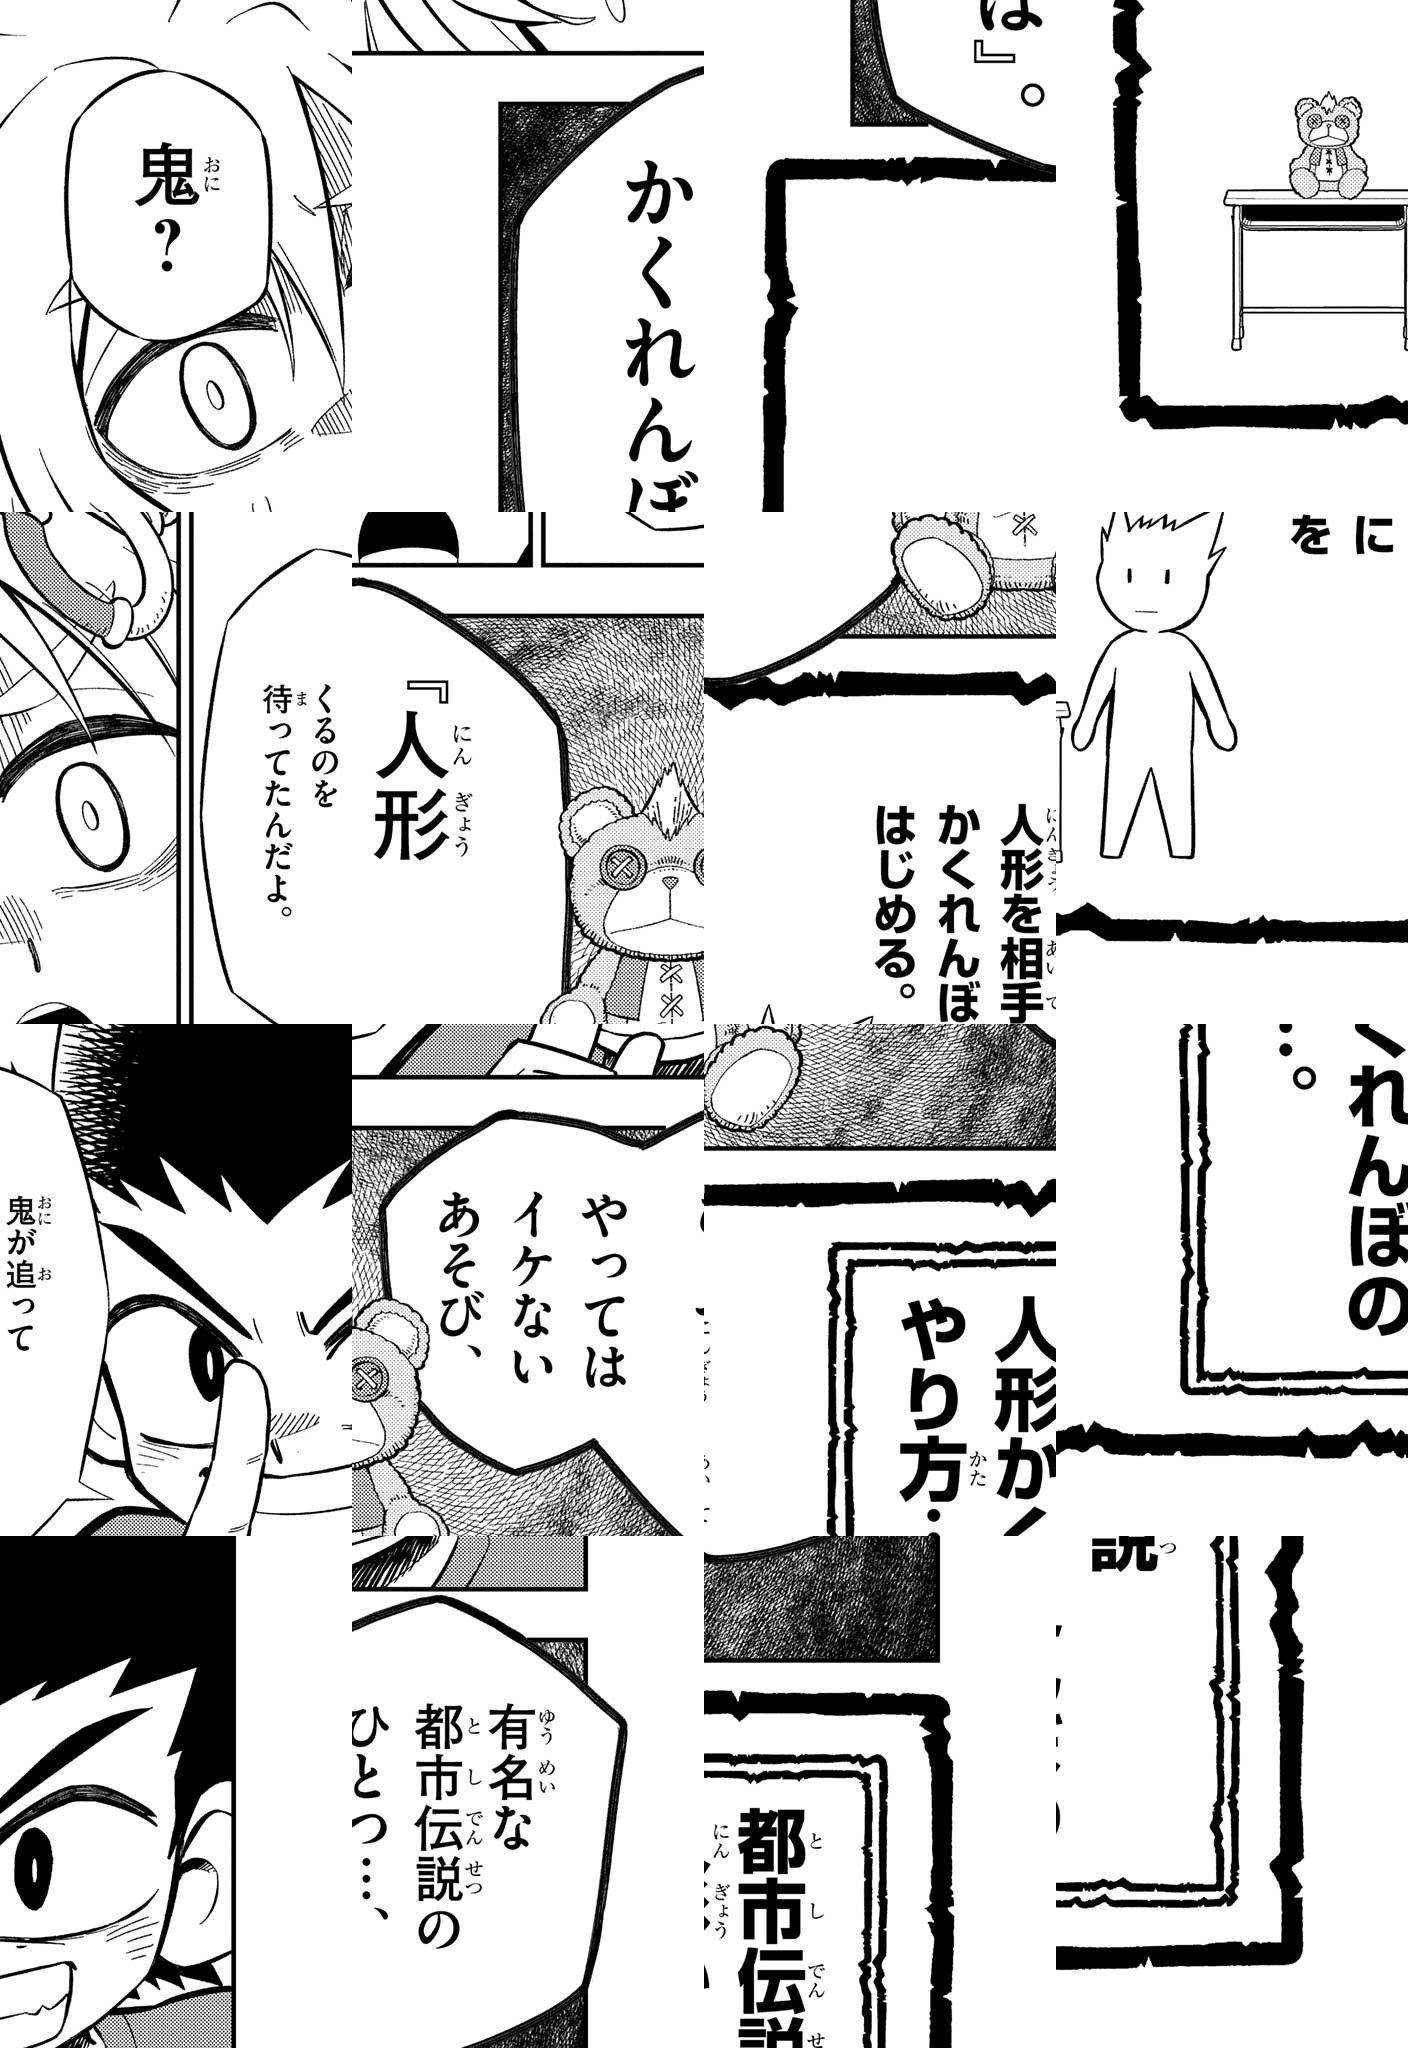 鬼が追って
くるのを
待ってたんだよ。
鬼?
有名な
都市伝説の
ひとつ…、
やっては
イケない
あそび、
『人形
かくれんぼ』。
都市伝説
人形かくれんぼの
やり方…。
人形を相手に
かくれんぼを
はじめる。